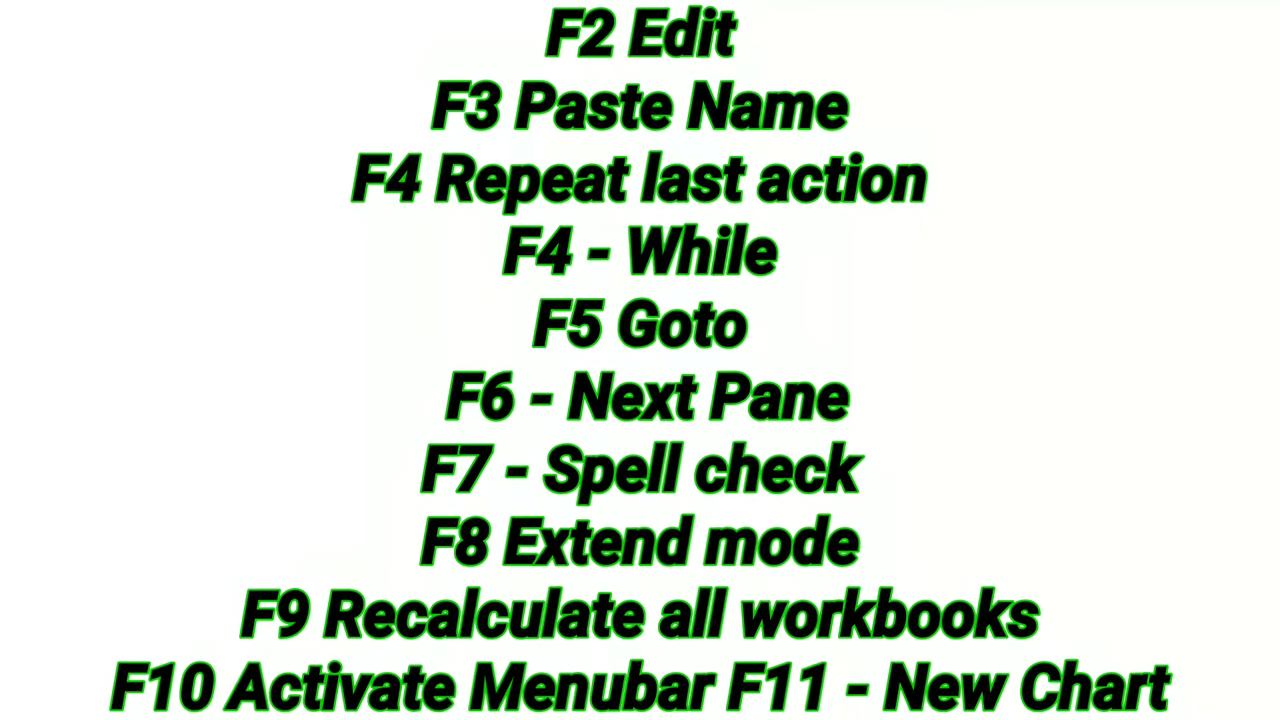 F2 Edit
F3 Paste Name
F4 Repeat last action
F4 - While
F5 Goto
F6 - Next Pane
F7 - Spell check
F8 Extend mode
F9 Recalculate all workbooks
F10 Activate Menubar F11 - New Chart